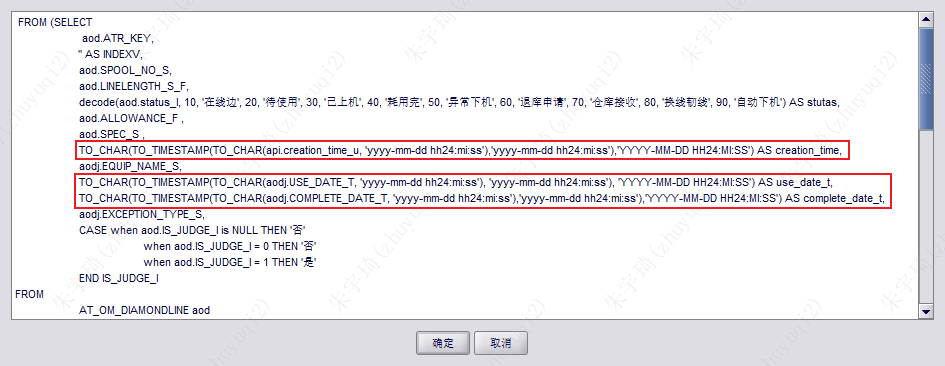 FROM (SELECT
aod.ATR_KEY,
'' AS INDEXV,
aod.SPOOL_NO_S,
aod.LINELENGTH_S_F,
decode(aod.status_I, 10, '在线边', 20, '待使用', 30, '已上机', 40, '耗用完', 50, '异常下机', 60, '退库申请', 70, '仓库接收', 80, '换线韧线', 90, '自动下机') AS stutas,
aod.ALLOWANCE_F ,
aod.SPEC_S ,
TO_CHAR(TO_TIMESTAMP(TO_CHAR(api.creation_time_u, 'yyyy-mm-dd hh24:mi:ss'),'yyyy-mm-dd hh24:mi:ss'),'YYYY-MM-DD HH24:MI:SS') AS creation_time,
aodj.EQUIP_NAME_S,
TO_CHAR(TO_TIMESTAMP(TO_CHAR(aodj.USE_DATE_T, 'yyyy-mm-dd hh24:mi:ss'), 'yyyy-mm-dd hh24:mi:ss'), 'YYYY-MM-DD HH24:MI:SS') AS use_date_t,
TO_CHAR(TO_TIMESTAMP(TO_CHAR(aodj.COMPLETE_DATE_T, 'yyyy-mm-dd hh24:mi:ss'),'yyyy-mm-dd hh24:mi:ss'),'YYYY-MM-DD HH24:MI:SS') AS complete_date_t,
aodj.EXCEPTION_TYPE_S,
CASE when aod.IS_JUDGE_I is NULL THEN '否'
when aod.IS_JUDGE_I = 0 THEN '否'
when aod.IS_JUDGE_I = 1 THEN '是'
END IS_JUDGE_I
FROM
AT_OM_DIAMONDLINE aod
确定
取消
朱宇琦(zhuyuqi2)